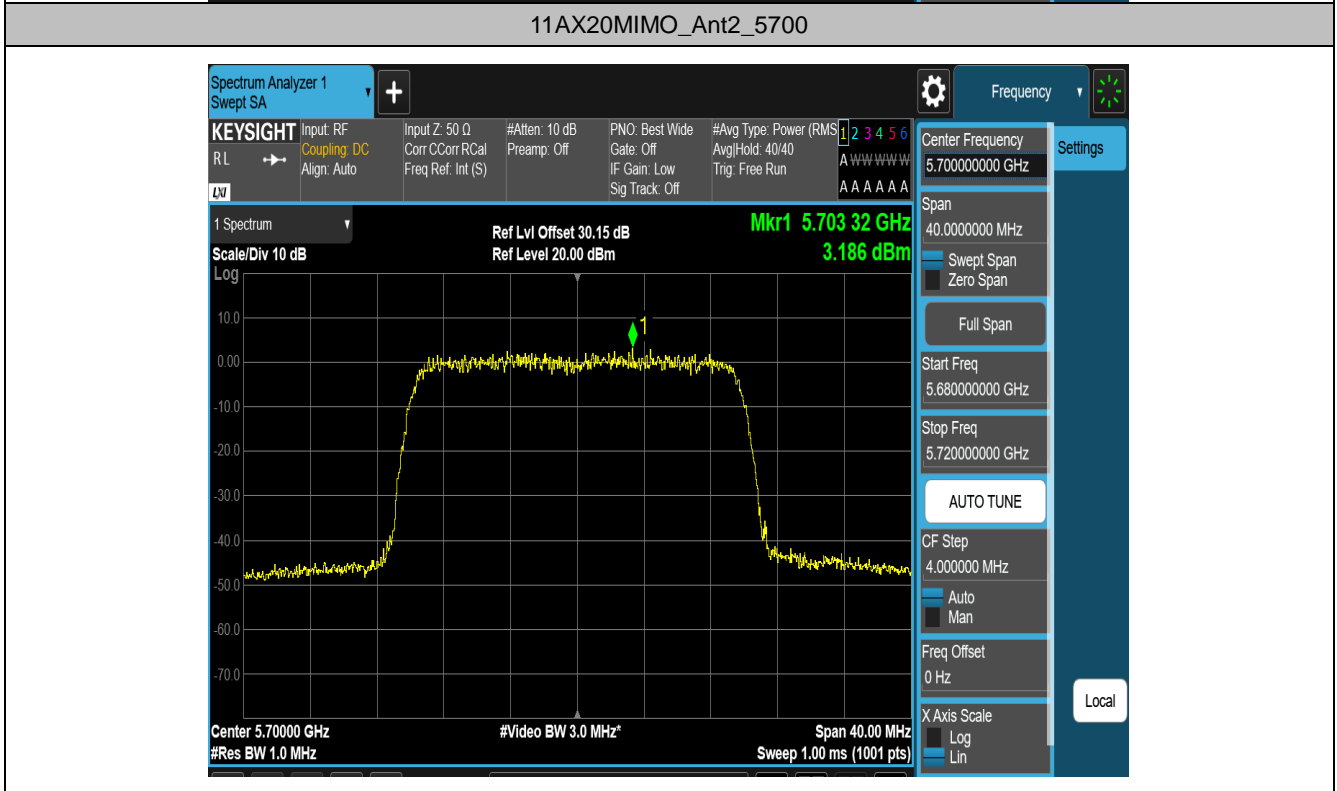 11AX20MIMO_Ant2_5700
Spectrum Analyzer 1
Swept SA
+
Frequency
KEYSIGHT
RL
LXI
Input: RF
Coupling: DC
Align: Auto
Input Z: 50 Ω
Corr CCorr RCal
Freq Ref: Int (S)
#Atten: 10 dB
Preamp: Off
PNO: Best Wide
Gate: Off
IF Gain: Low
Sig Track: Off
#Avg Type: Power (RMS
Avg|Hold: 40/40
Trig: Free Run
1 2 3 4 5 6
A W W W W W
A A A A A A
1 Spectrum
Scale/Div 10 dB
Log
Ref Lvl Offset 30.15 dB
Ref Level 20.00 dBm
Mkr1 5.703 32 GHz
3.186 dBm
1
10.0
0.00
-10.0
-20.0
-30.0
-40.0
-50.0
-60.0
-70.0
Center 5.70000 GHz
#Res BW 1.0 MHz
#Video BW 3.0 MHz*
Span 40.00 MHz
Sweep 1.00 ms (1001 pts)
Center Frequency
5.700000000 GHz
Settings
Span
40.0000000 MHz
Swept Span
Zero Span
Full Span
Start Freq
5.680000000 GHz
Stop Freq
5.720000000 GHz
AUTO TUNE
CF Step
4.000000 MHz
Auto
Man
Freq Offset
0 Hz
X Axis Scale
Log
Lin
Local